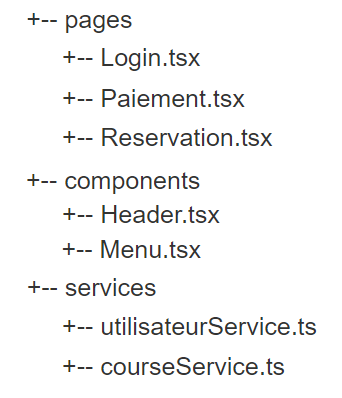 +-- pages
+-- Login.tsx
+-- Paiement.tsx
+-- Reservation.tsx
+-- components
+-- Header.tsx
+-- Menu.tsx
+-- services
+-- utilisateurService.ts
+-- courseService.ts